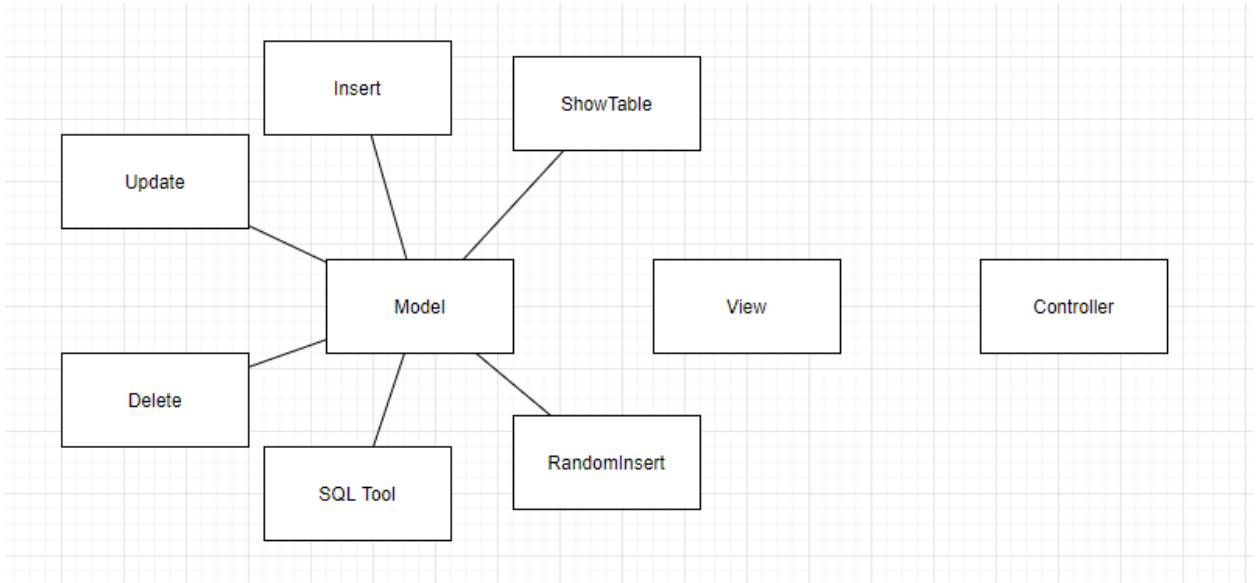 Insert
ShowTable
Update
Model
View
Controller
Delete
RandomInsert
SQL Tool